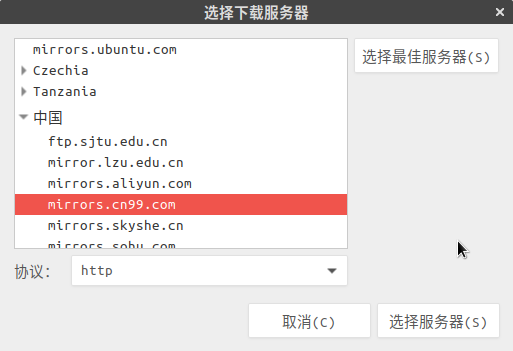 选择下载服务器
mirrors.ubuntu.com
Czechia
Tanzania
中国
ftp.sjtu.edu.cn
mirror.lzu.edu.cn
mirrors.aliyun.com
mirrors.cn99.com
mirrors.skyshe.cn
mirrors.sohu.com
选择最佳服务器(S)
协议：
http
取消(C)
选择服务器(S)